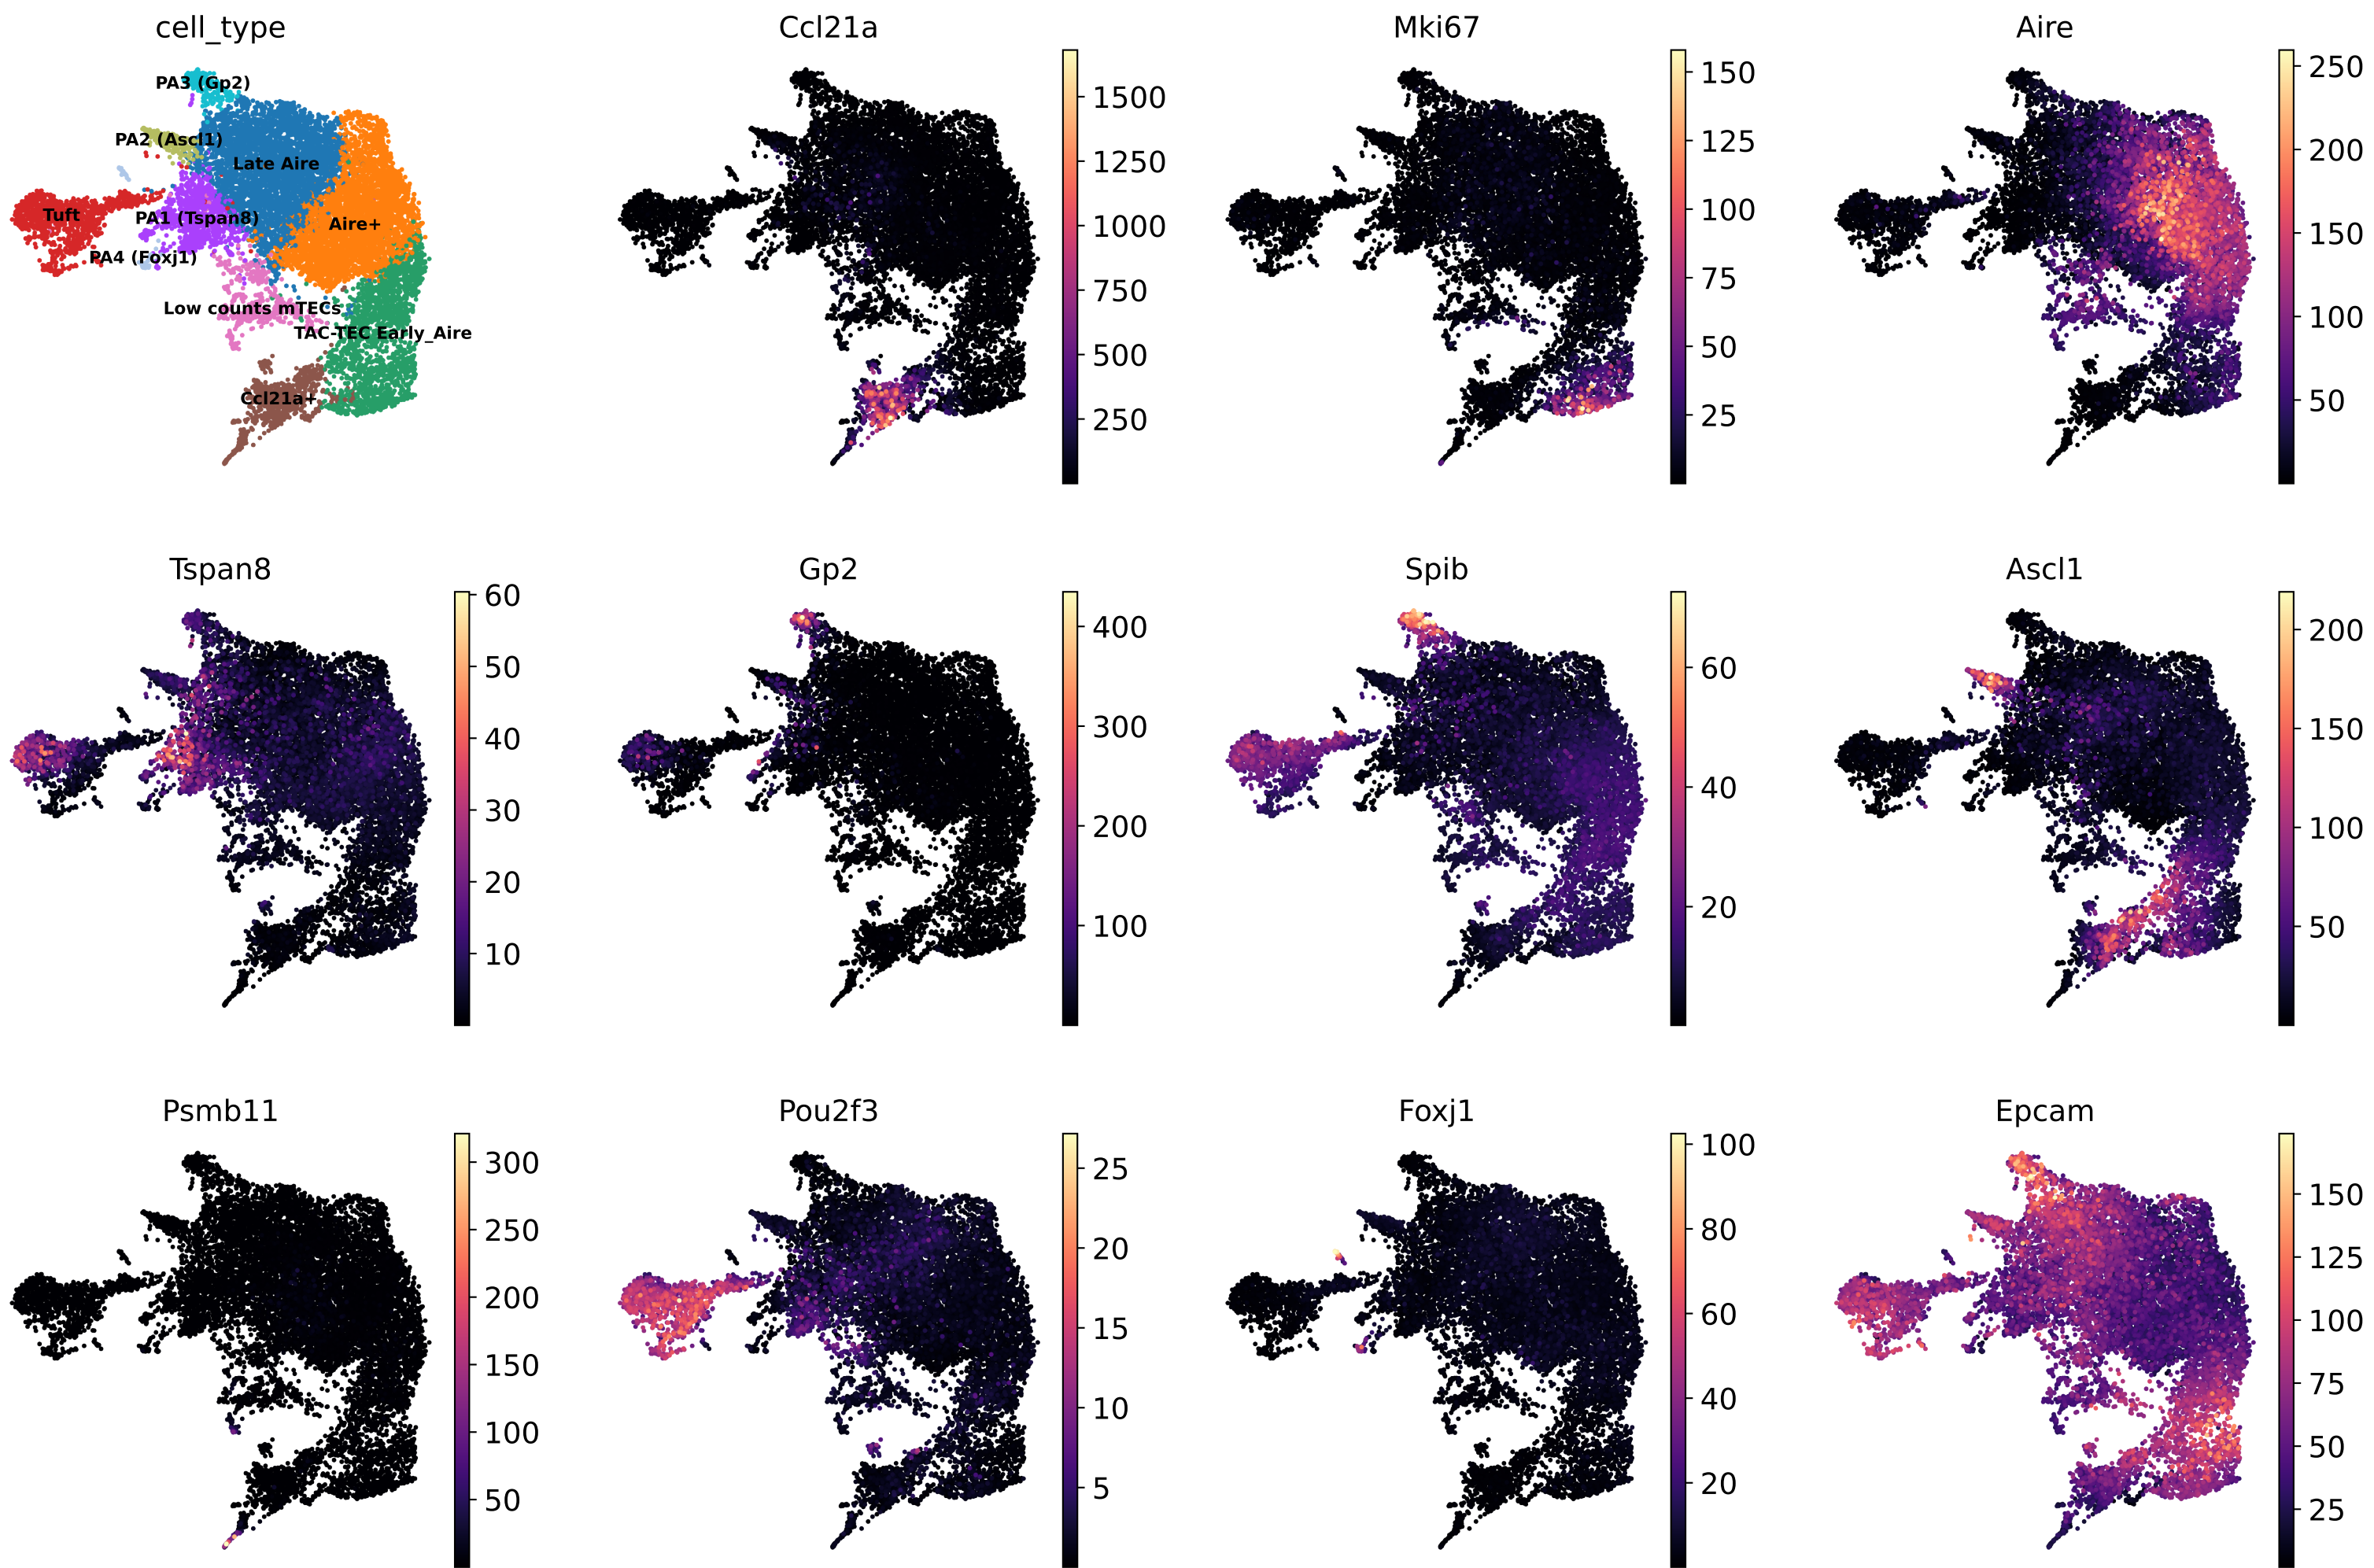 cell_type
PA3 (Gp2)
PA2 (Ascl1)
Late Aire
Tuft
PA1 (Tspan8)
Aire+
PA4 (Foxj1)
Low counts mTECs
TAC-TEC Early_Aire
Ccl21a+
Ccl21a
1500
1250
1000
750
500
250
Mki67
150
125
100
75
50
25
Aire
250
200
150
100
50
Tspan8
60
50
40
30
20
10
Gp2
400
300
200
100
Spib
60
40
20
Ascl1
200
150
100
50
Psmb11
300
250
200
150
100
50
Pou2f3
25
20
15
10
5
Foxj1
100
80
60
40
20
Epcam
150
125
100
75
50
25